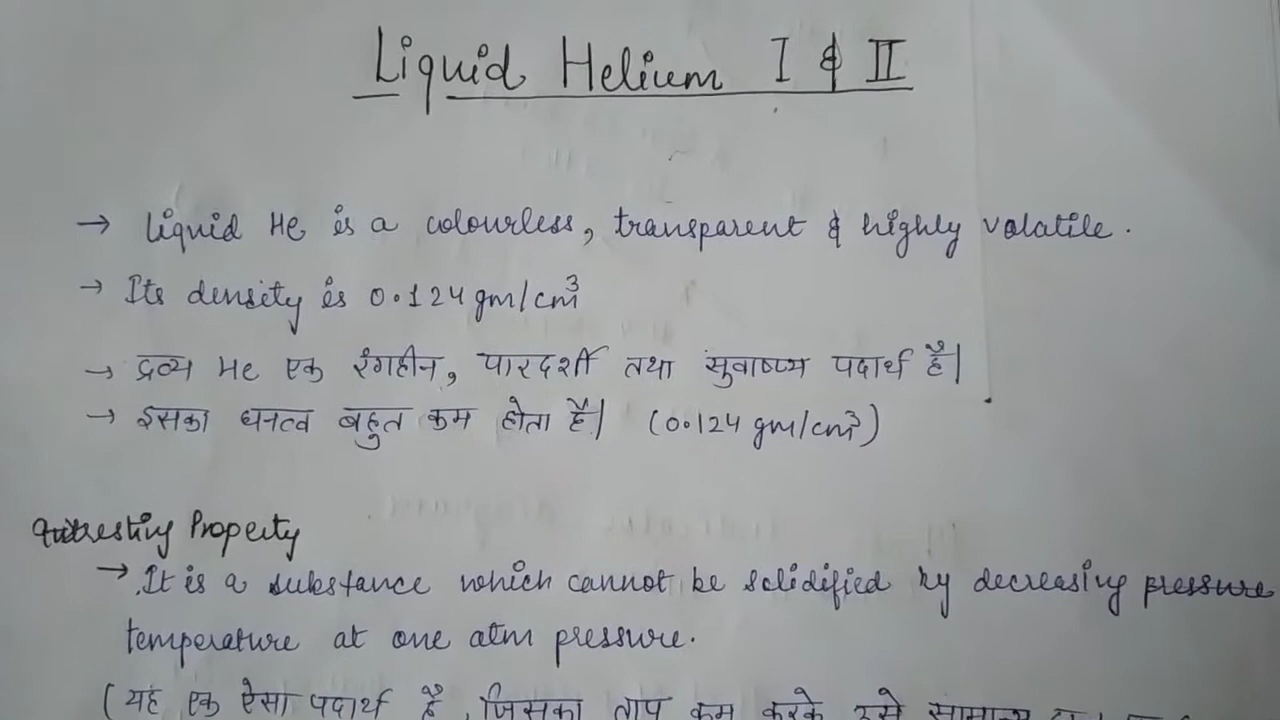 Liquid Helium I & II
→ Liquid He is a colourless, transparent & highly volatile.
→ Its density is 0.124 gm/cm³
→ द्रव्य He एक रंगहीन, पारदर्शी तथा सुवाष्प्य पदार्थ है।
→ इसका घनत्व बहुत कम होता है। (0.124 gm/cm³)
Intresting Property
→ It is a substance which cannot be solidified by decreasing pressure
temperature at one atm pressure.
(यह एक ऐसा पदार्थ है, जिसका ताप कम करके उसे सामान्य